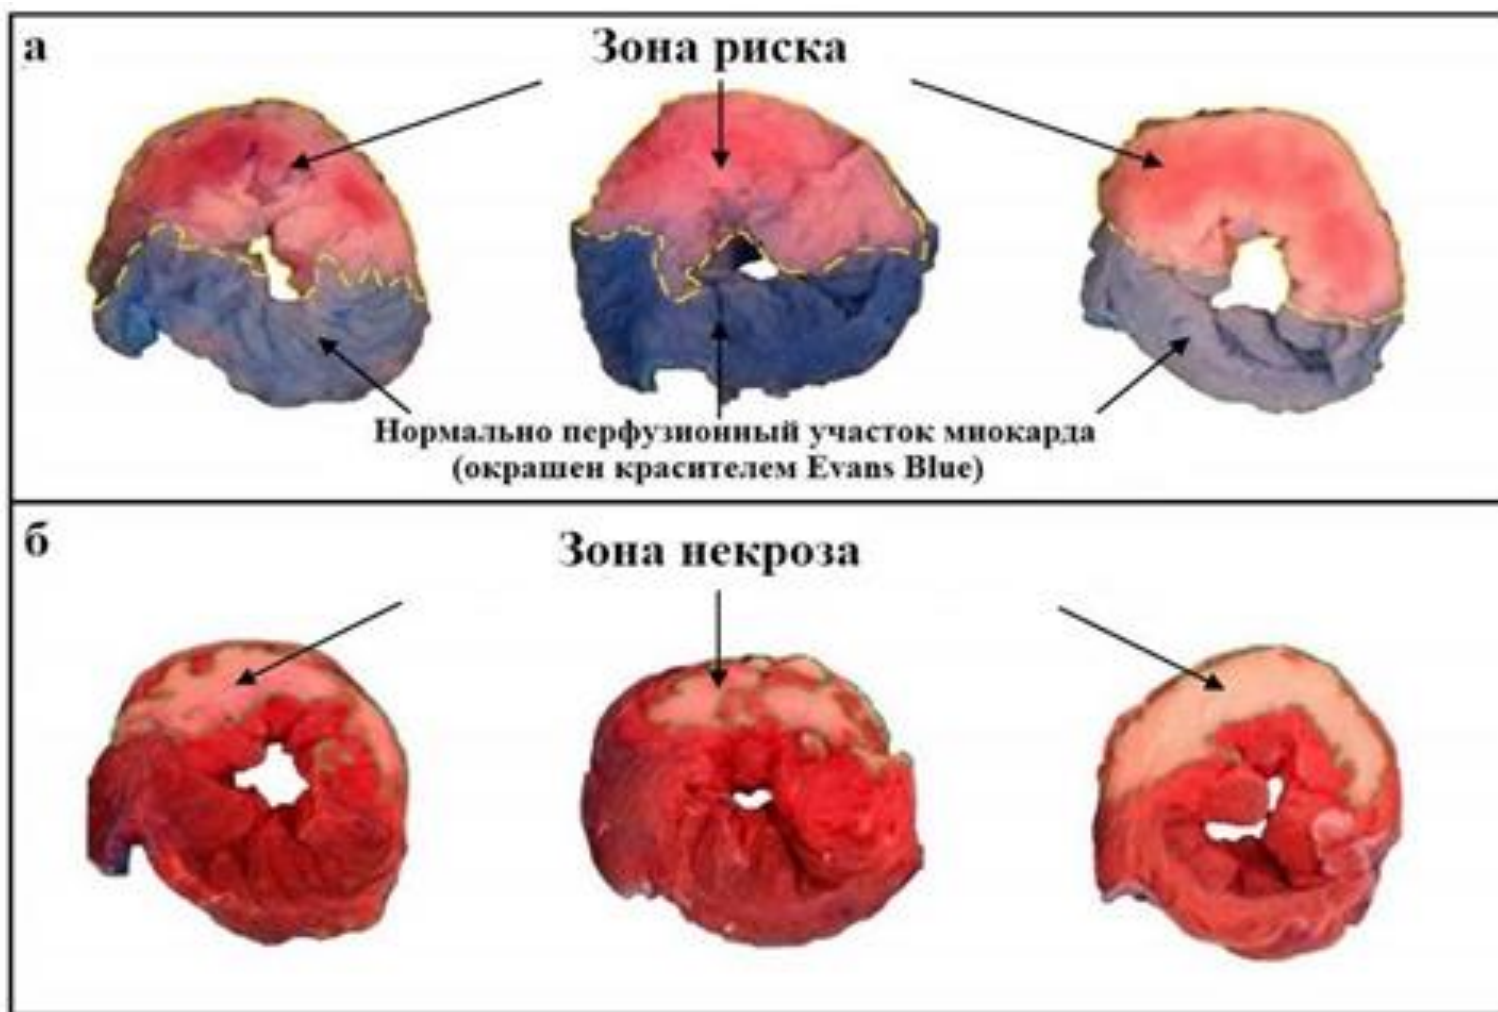 а
Зона риска
Нормально перфузионный участок миокарда
(окрашен красителем Evans Blue)
б
Зона некроза